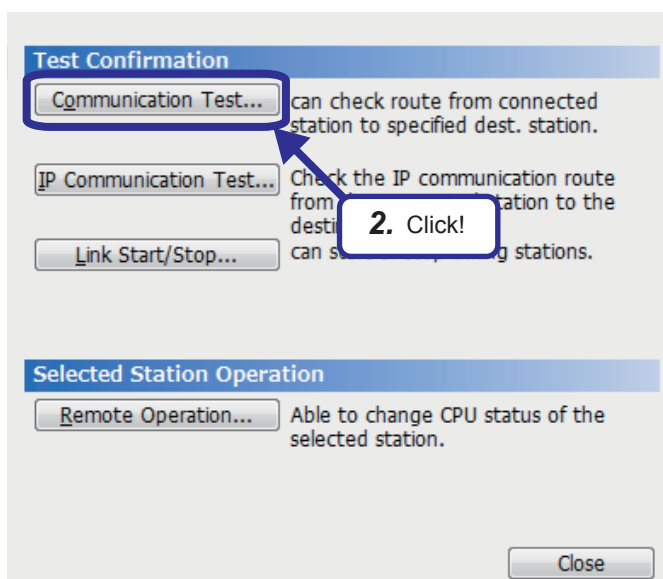 Test Confirmation
Communication Test...
can check route from connected
station to specified dest. station.
IP Communication Test...
Check the IP communication route
from tation to the
desti
2. Click!
Link Start/Stop...
can g stations.
Selected Station Operation
Remote Operation...
Able to change CPU status of the
selected station.
Close